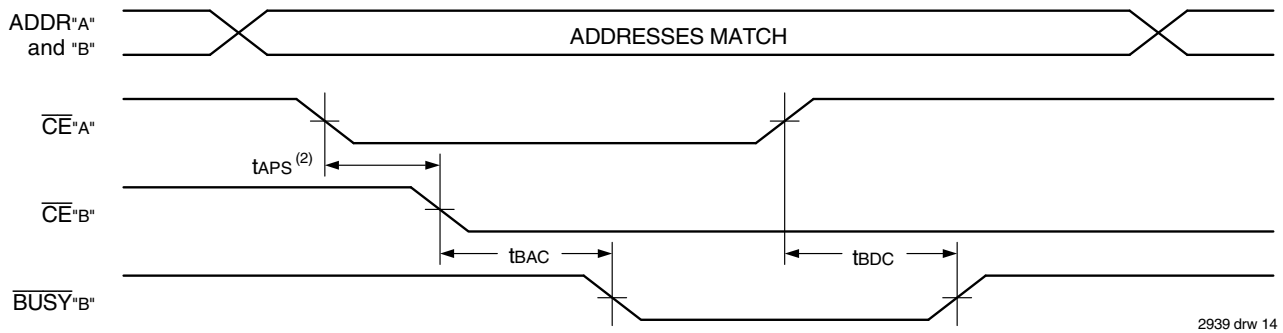 ADDR"A"
and "B"
ADDRESSES MATCH
CE"A"
tAPS (2)
CE"B"
tBAC
tBDC
BUSY"B"
2939 drw 14